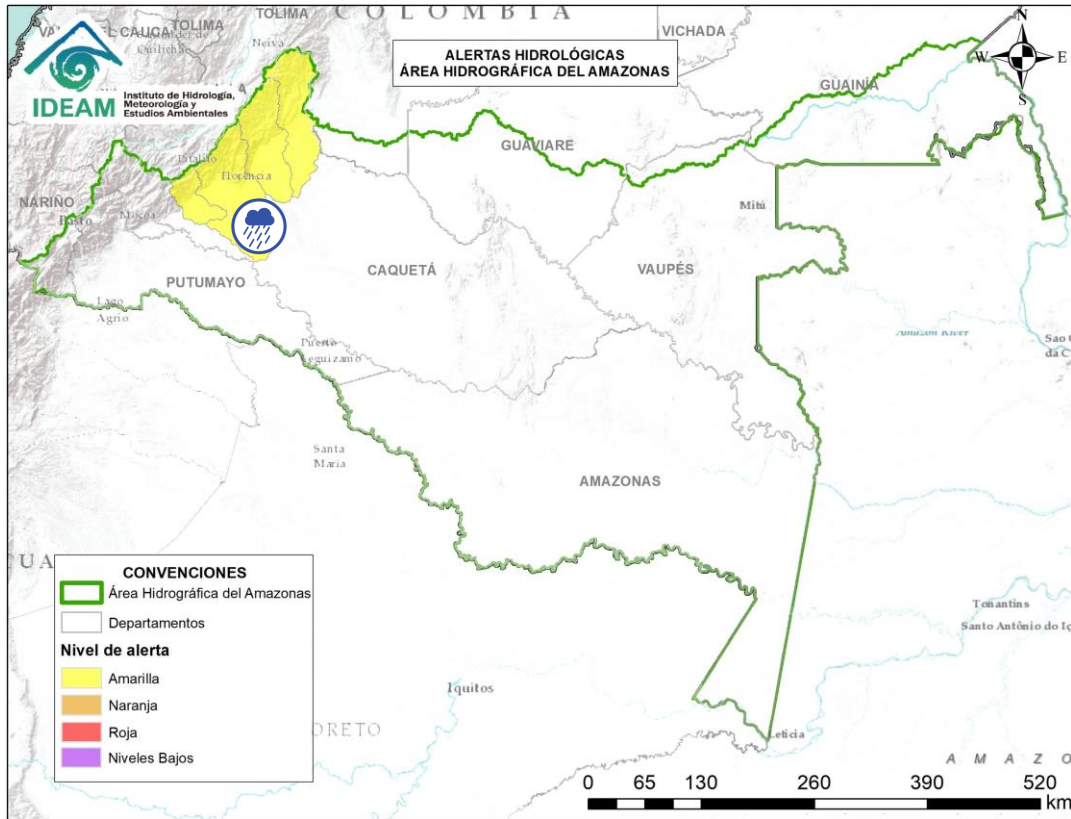 COLOMBIA
TOLIMA
CAUCA
TOLIMA
Neiva
VICHADA
ALERTAS HIDROLÓGICAS
ÁREA HIDROGRÁFICA DEL AMAZONAS
N
W
E
S
IDEAM
Instituto de Hidrología,
Meteorología y
Estudios Ambientales
GUAINÍA
GUAVIARE
Florencia
NARIÑO
Pasto
Mocoa
Mitú
CAQUETÁ
VAUPÉS
PUTUMAYO
Lago
Agrio
Amazon River
Puerto
Leguizamo
Santa
Maria
AMAZONAS
CONVENCIONES
Área Hidrográfica del Amazonas
Departamentos
Nivel de alerta
Amarilla
Naranja
Roja
Niveles Bajos
Tonantins
Santo Antônio do Iç
Iquitos
ORETO
Leticia
A M A Z O
0 65 130 260 390 520
km